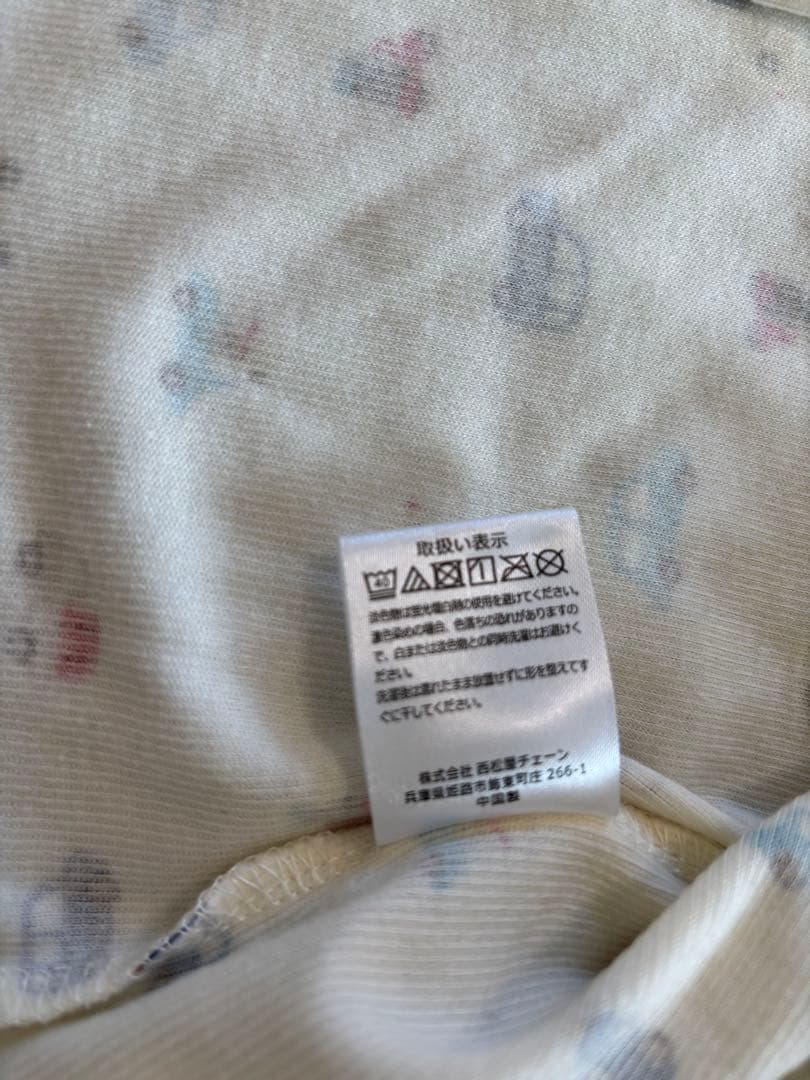 取扱い表示
40
淡色物は蛍光増白剤の使用を避けてください。
濃色染めの場合、色落ちの恐れがありますの
で、白または淡色物との同時洗濯はお避けく
ださい。
洗濯後は濡れたまま放置せずに形を整えてす
ぐに干してください。
株式会社 西松屋チェーン
兵庫県姫路市飾東町庄 266-1
中国製